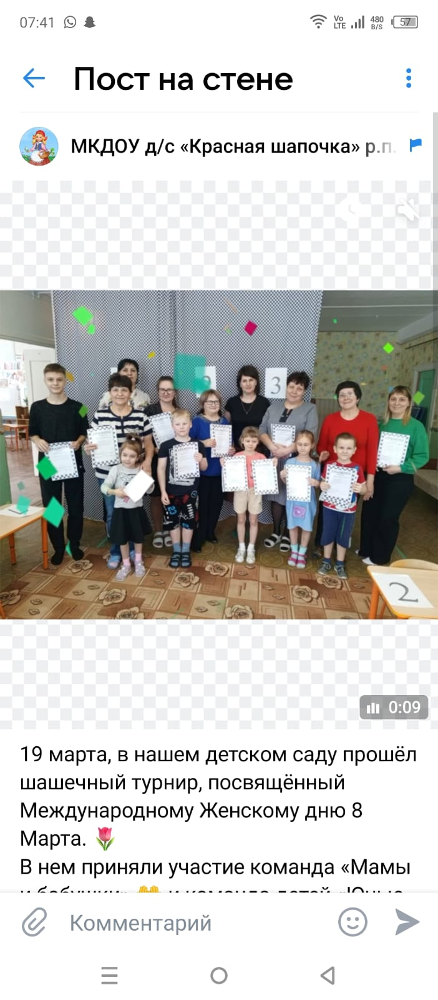 07:41 Vo LTE 480 B/S 57
Пост на стене
МКДОУ д/с «Красная шапочка» р.п.
3
2
0:09
19 марта, в нашем детском саду прошёл
шашечный турнир, посвящённый
Международному Женскому дню 8
Марта. 🌷
В нем приняли участие команда «Мамы
Комментарий